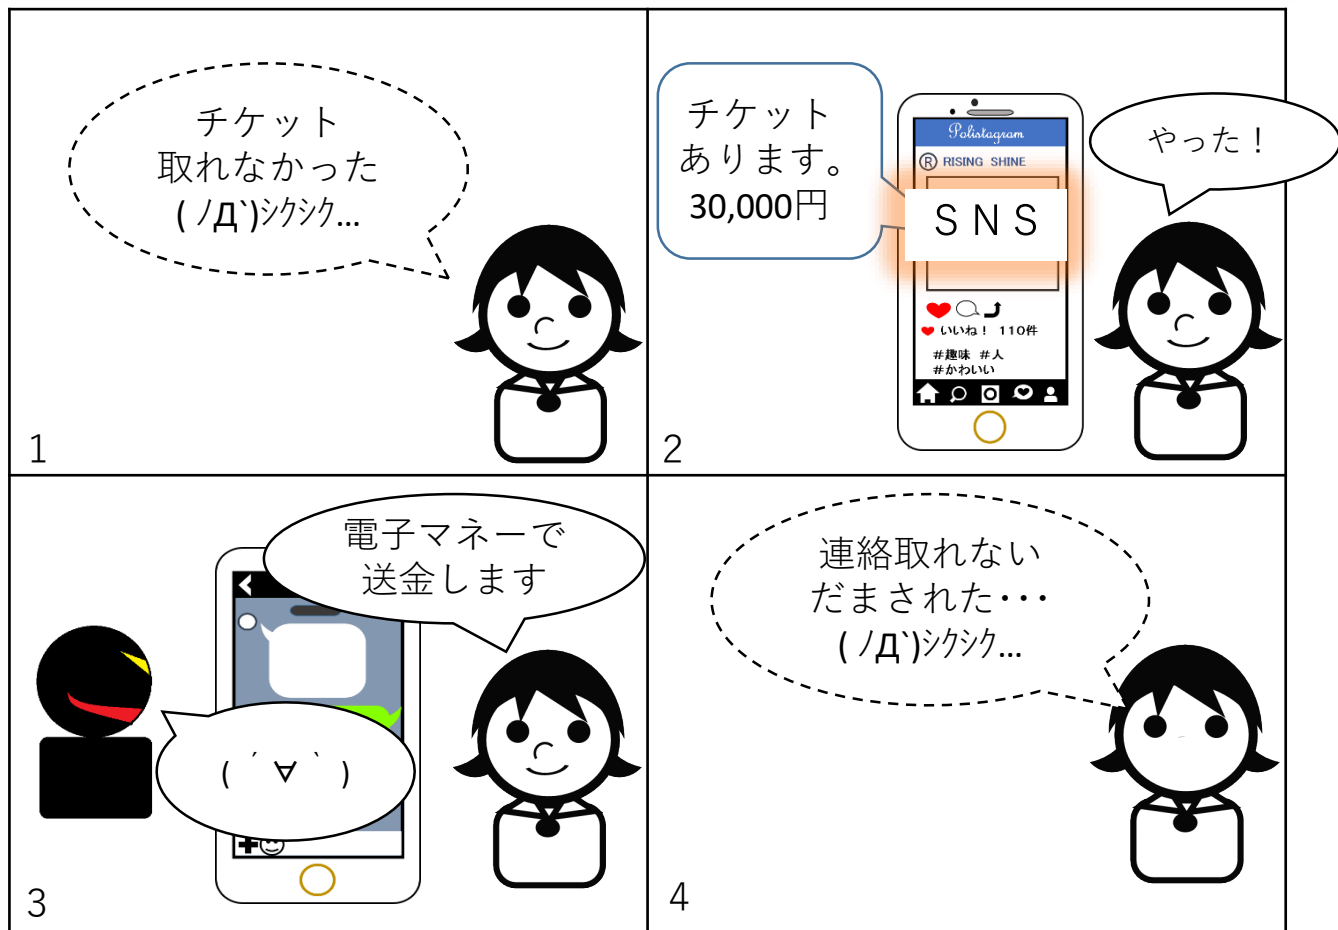 チケット
取れなかった
( ノД`)ｼｸｼｸ…
1
チケット
あります。
30,000円
Polistagram
Ⓡ RISING SHINE
ＳＮＳ
いいね！ 110件
＃趣味 ＃人
＃かわいい
やった！
2
電子マネーで
送金します
( ´ ∀ ` )
3
連絡取れない
だまされた・・・
( ノД`)ｼｸｼｸ…
4